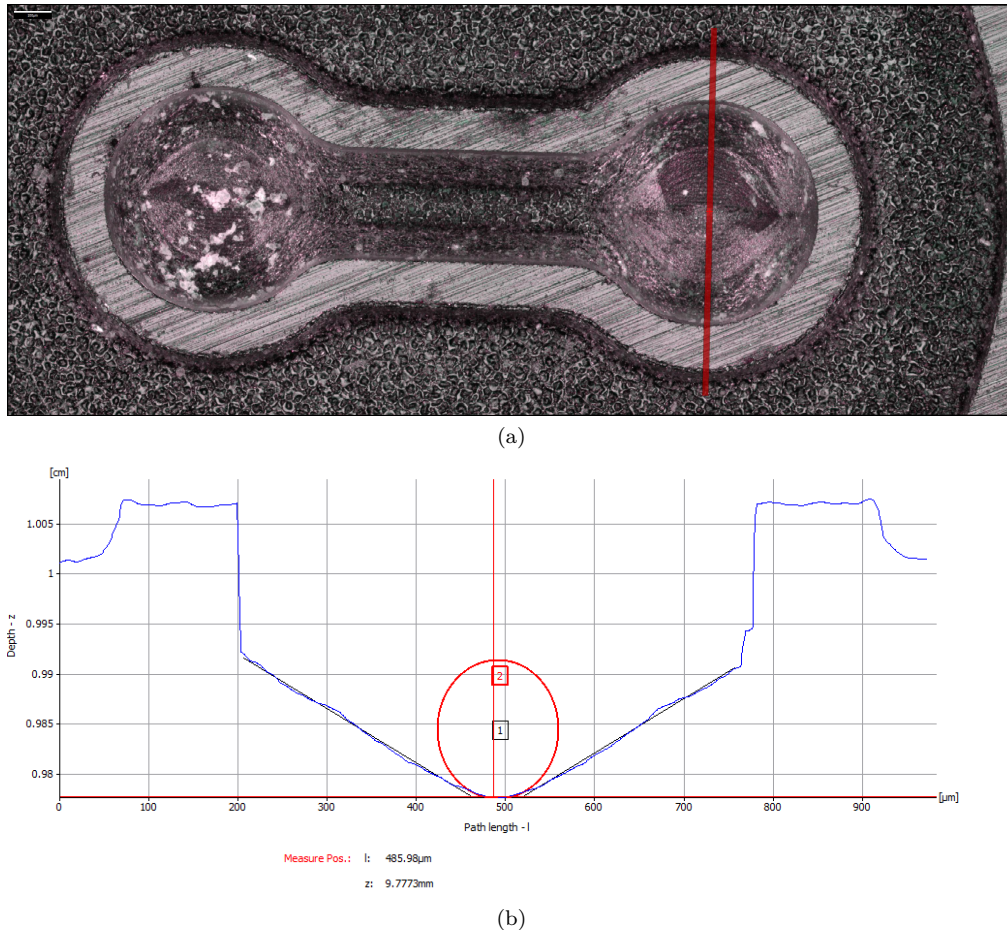 (a)
[cm]
1.005
1
0.995
0.99
0.985
0.98
Depth - z
2
1
0 100 200 300 400 500 600 700 800 900
[µm]
Path length - l
Measure Pos.: l: 485.98µm
z: 9.7773mm
(b)